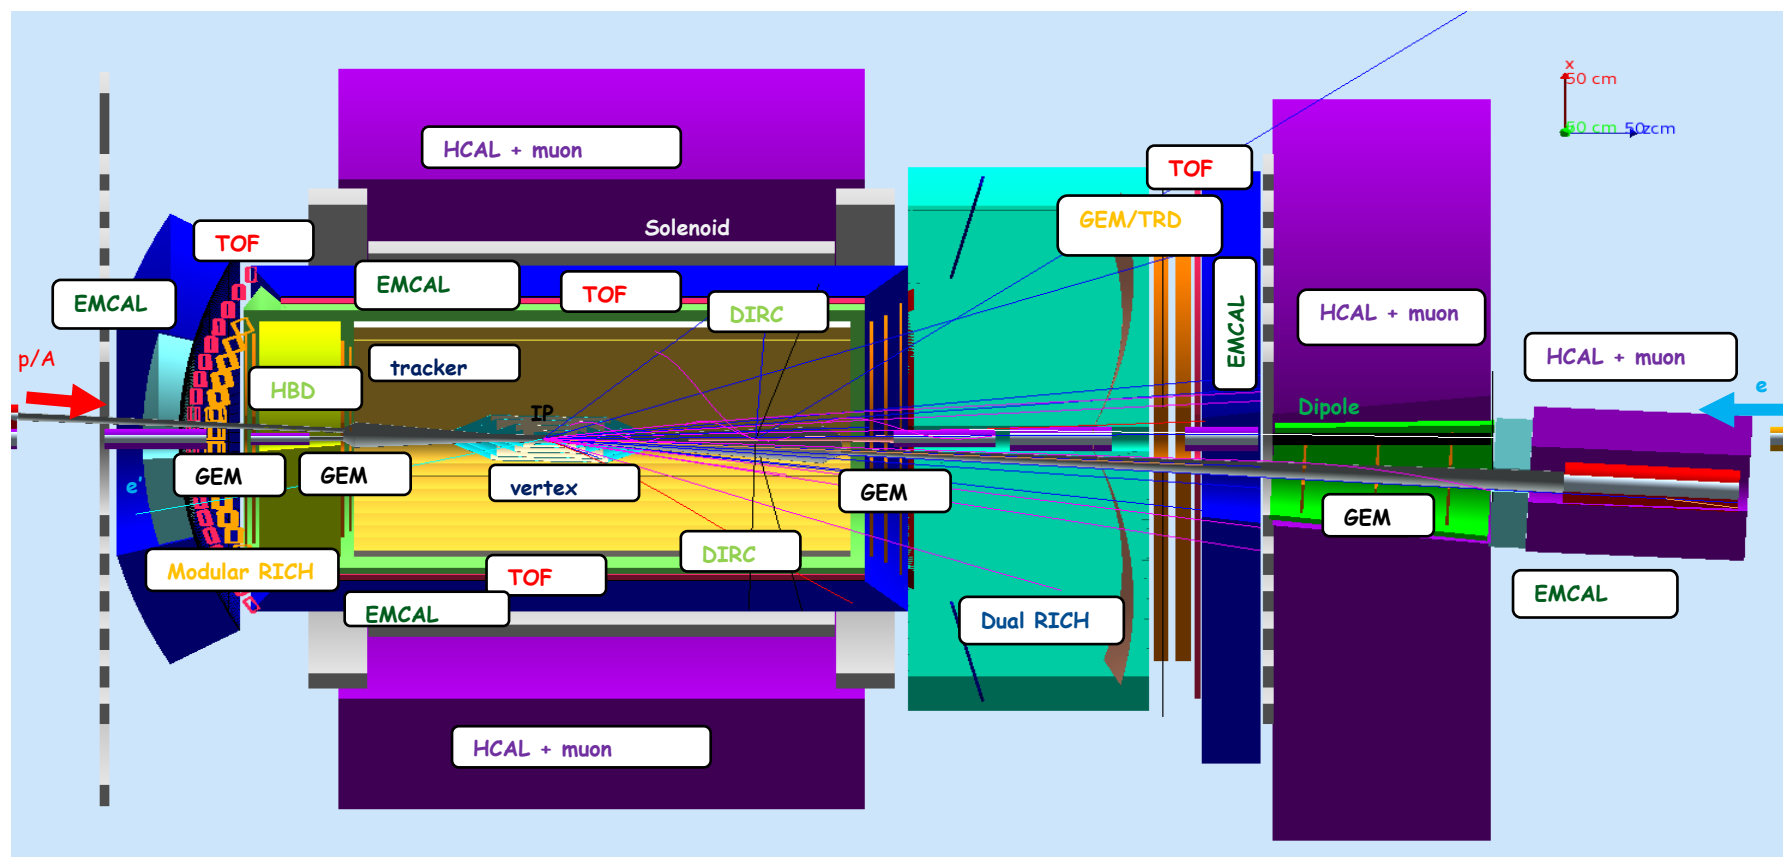 x
50 cm
50 cm
50 cm
z
HCAL + muon
TOF
GEM/TRD
Solenoid
TOF
EMCAL
EMCAL
TOF
DIRC
EMCAL
HCAL + muon
HCAL + muon
p/A
tracker
HBD
e
IP
Dipole
GEM
GEM
e'
vertex
GEM
GEM
DIRC
Modular RICH
TOF
EMCAL
EMCAL
Dual RICH
HCAL + muon